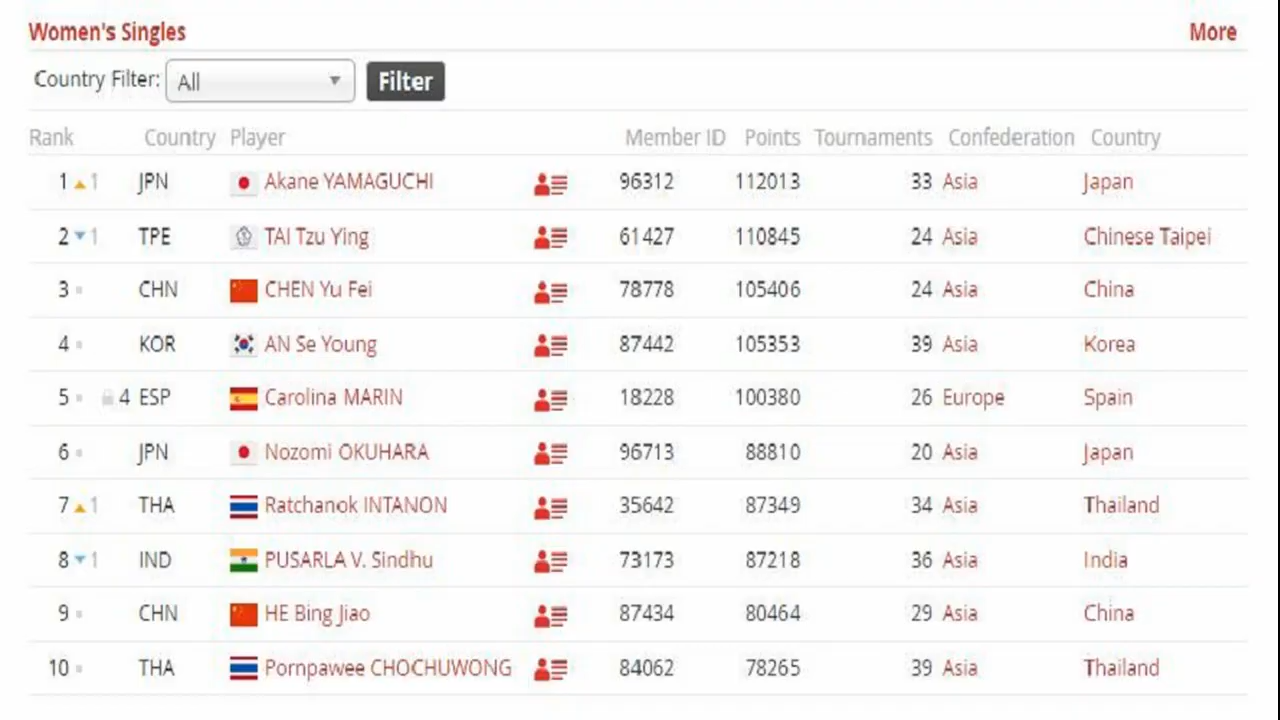 Women's Singles More
Country Filter: All Filter
Rank Country Player Member ID Points Tournaments Confederation Country
1 1 JPN Akane YAMAGUCHI 96312 112013 33 Asia Japan
2 1 TPE TAI Tzu Ying 61427 110845 24 Asia Chinese Taipei
3 CHN CHEN Yu Fei 78778 105406 24 Asia China
4 KOR AN Se Young 87442 105353 39 Asia Korea
5 4 ESP Carolina MARIN 18228 100380 26 Europe Spain
6 JPN Nozomi OKUHARA 96713 88810 20 Asia Japan
7 1 THA Ratchanok INTANON 35642 87349 34 Asia Thailand
8 1 IND PUSARLA V. Sindhu 73173 87218 36 Asia India
9 CHN HE Bing Jiao 87434 80464 29 Asia China
10 THA Pornpawee CHOCHUWONG 84062 78265 39 Asia Thailand